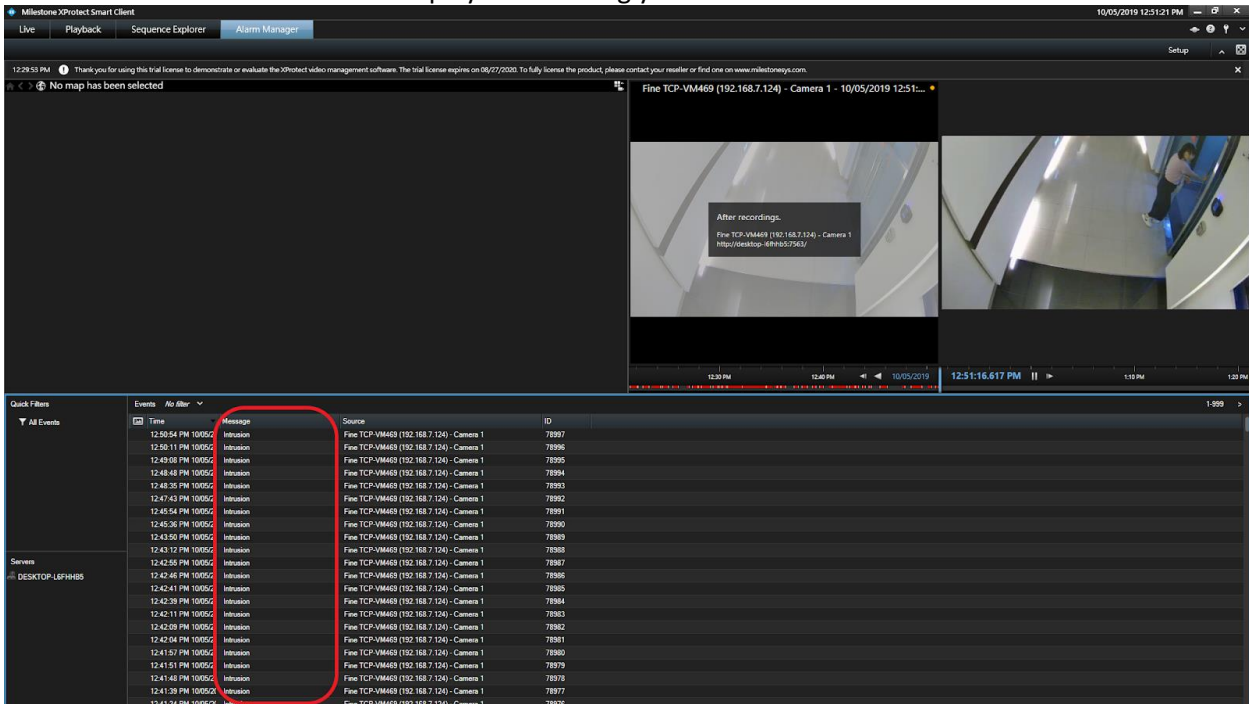 Milestone XProtect Smart Client
10/05/2019 12:51:21 PM
Live Playback Sequence Explorer Alarm Manager
Setup
12:29:53 PM Thank you for using this trial license to demonstrate or evaluate the XProtect video management software. The trial license expires on 08/27/2020. To fully license the product, please contact your reseller or find one on www.milestonesys.com.
No map has been selected
Fine TCP-VM469 (192.168.7.124) - Camera 1 - 10/05/2019 12:51:...
After recordings.
Fine TCP-VM469 (192.168.7.124) - Camera 1
http://desktop-l6fhhb5:7563/
12:30 PM 12:40 PM 10/05/2019 12:51:16.617 PM 1:10 PM 1:20 PM
Quick Filters Events No filter 1-999
All Events
Time Message Source ID
12:50:54 PM 10/05/2 Intrusion Fine TCP-VM469 (192.168.7.124) - Camera 1 78997
12:50:11 PM 10/05/2 Intrusion Fine TCP-VM469 (192.168.7.124) - Camera 1 78996
12:49:08 PM 10/05/2 Intrusion Fine TCP-VM469 (192.168.7.124) - Camera 1 78995
12:48:48 PM 10/05/2 Intrusion Fine TCP-VM469 (192.168.7.124) - Camera 1 78994
12:48:35 PM 10/05/2 Intrusion Fine TCP-VM469 (192.168.7.124) - Camera 1 78993
12:47:43 PM 10/05/2 Intrusion Fine TCP-VM469 (192.168.7.124) - Camera 1 78992
12:45:54 PM 10/05/2 Intrusion Fine TCP-VM469 (192.168.7.124) - Camera 1 78991
12:45:36 PM 10/05/2 Intrusion Fine TCP-VM469 (192.168.7.124) - Camera 1 78990
12:43:50 PM 10/05/2 Intrusion Fine TCP-VM469 (192.168.7.124) - Camera 1 78989
12:43:12 PM 10/05/2 Intrusion Fine TCP-VM469 (192.168.7.124) - Camera 1 78988
Servers
12:42:55 PM 10/05/2 Intrusion Fine TCP-VM469 (192.168.7.124) - Camera 1 78987
DESKTOP-L6FHHB5
12:42:46 PM 10/05/2 Intrusion Fine TCP-VM469 (192.168.7.124) - Camera 1 78986
12:42:41 PM 10/05/2 Intrusion Fine TCP-VM469 (192.168.7.124) - Camera 1 78985
12:42:39 PM 10/05/2 Intrusion Fine TCP-VM469 (192.168.7.124) - Camera 1 78984
12:42:11 PM 10/05/2 Intrusion Fine TCP-VM469 (192.168.7.124) - Camera 1 78983
12:42:09 PM 10/05/2 Intrusion Fine TCP-VM469 (192.168.7.124) - Camera 1 78982
12:42:04 PM 10/05/2 Intrusion Fine TCP-VM469 (192.168.7.124) - Camera 1 78981
12:41:57 PM 10/05/2 Intrusion Fine TCP-VM469 (192.168.7.124) - Camera 1 78980
12:41:51 PM 10/05/2 Intrusion Fine TCP-VM469 (192.168.7.124) - Camera 1 78979
12:41:48 PM 10/05/2 Intrusion Fine TCP-VM469 (192.168.7.124) - Camera 1 78978
12:41:39 PM 10/05/2 Intrusion Fine TCP-VM469 (192.168.7.124) - Camera 1 78977